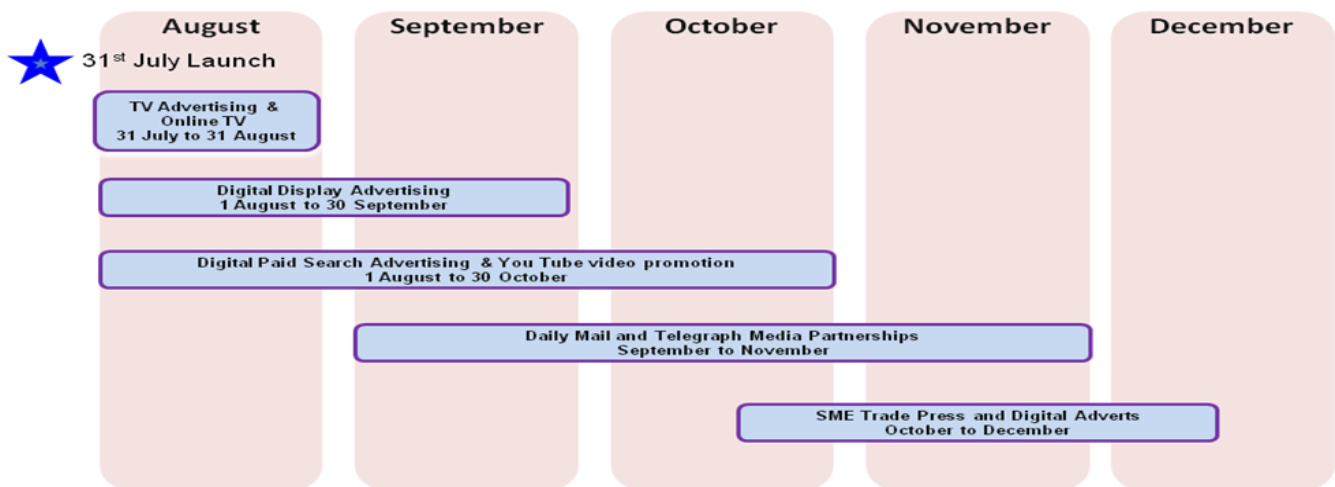 August September October November December
31st July Launch
TV Advertising &
Online TV
31 July to 31 August
Digital Display Advertising
1 August to 30 September
Digital Paid Search Advertising & You Tube video promotion
1 August to 30 October
Daily Mail and Telegraph Media Partnerships
September to November
SME Trade Press and Digital Adverts
October to December